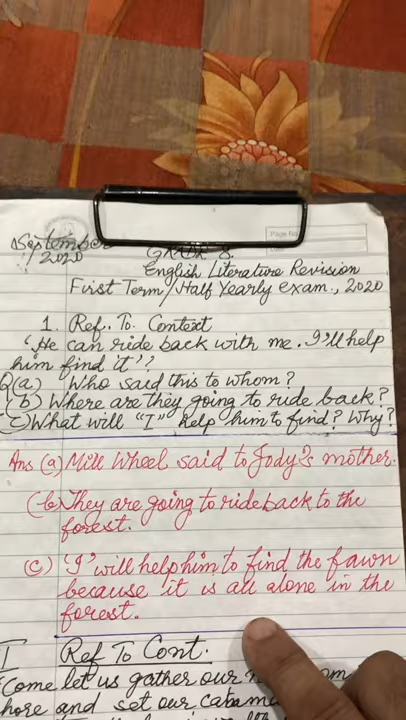 September
2020
Page No.
English Literature Revision
First Term/Half Yearly exam., 2020
1. Ref. To. Context
"He can ride back with me. I'll help
him find it"?
Q(a) Who said this to whom?
(b) Where are they going to ride back?
(c) What will "I" help him to find? Why?
Ans (a) Mill Wheel said to Jody's mother.
(b) They are going to ride back to the
forest.
(c) 'I' will help him to find the fawn
because it is all alone in the
forest.
Ref To Cont.
"Come let us gather our
and set our